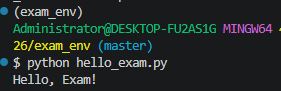 (exam_env)
Administrator@DESKTOP-FU2AS1G MINGW64
26/exam_env (master)
$ python hello_exam.py
Hello, Exam!